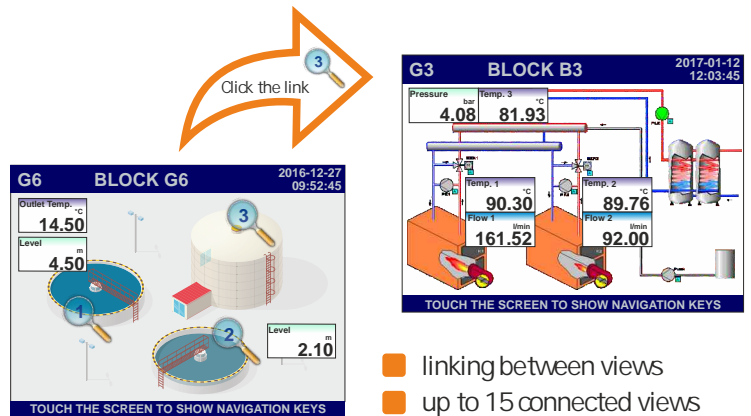 3
Click the link
G3 BLOCK B3 2017-01-12
12:03:45
Pressure
bar
4.08
Temp. 3
°C
81.93
Temp. 1
°C
90.30
Flow 1
l/min
161.52
Temp. 2
°C
89.76
Flow 2
l/min
92.00
TOUCH THE SCREEN TO SHOW NAVIGATION KEYS
G6 BLOCK G6 2016-12-27
09:52:45
Outlet Temp.
°C
14.50
Level
m
4.50
3
1
2
Level
m
2.10
TOUCH THE SCREEN TO SHOW NAVIGATION KEYS
linking between views
up to 15 connected views